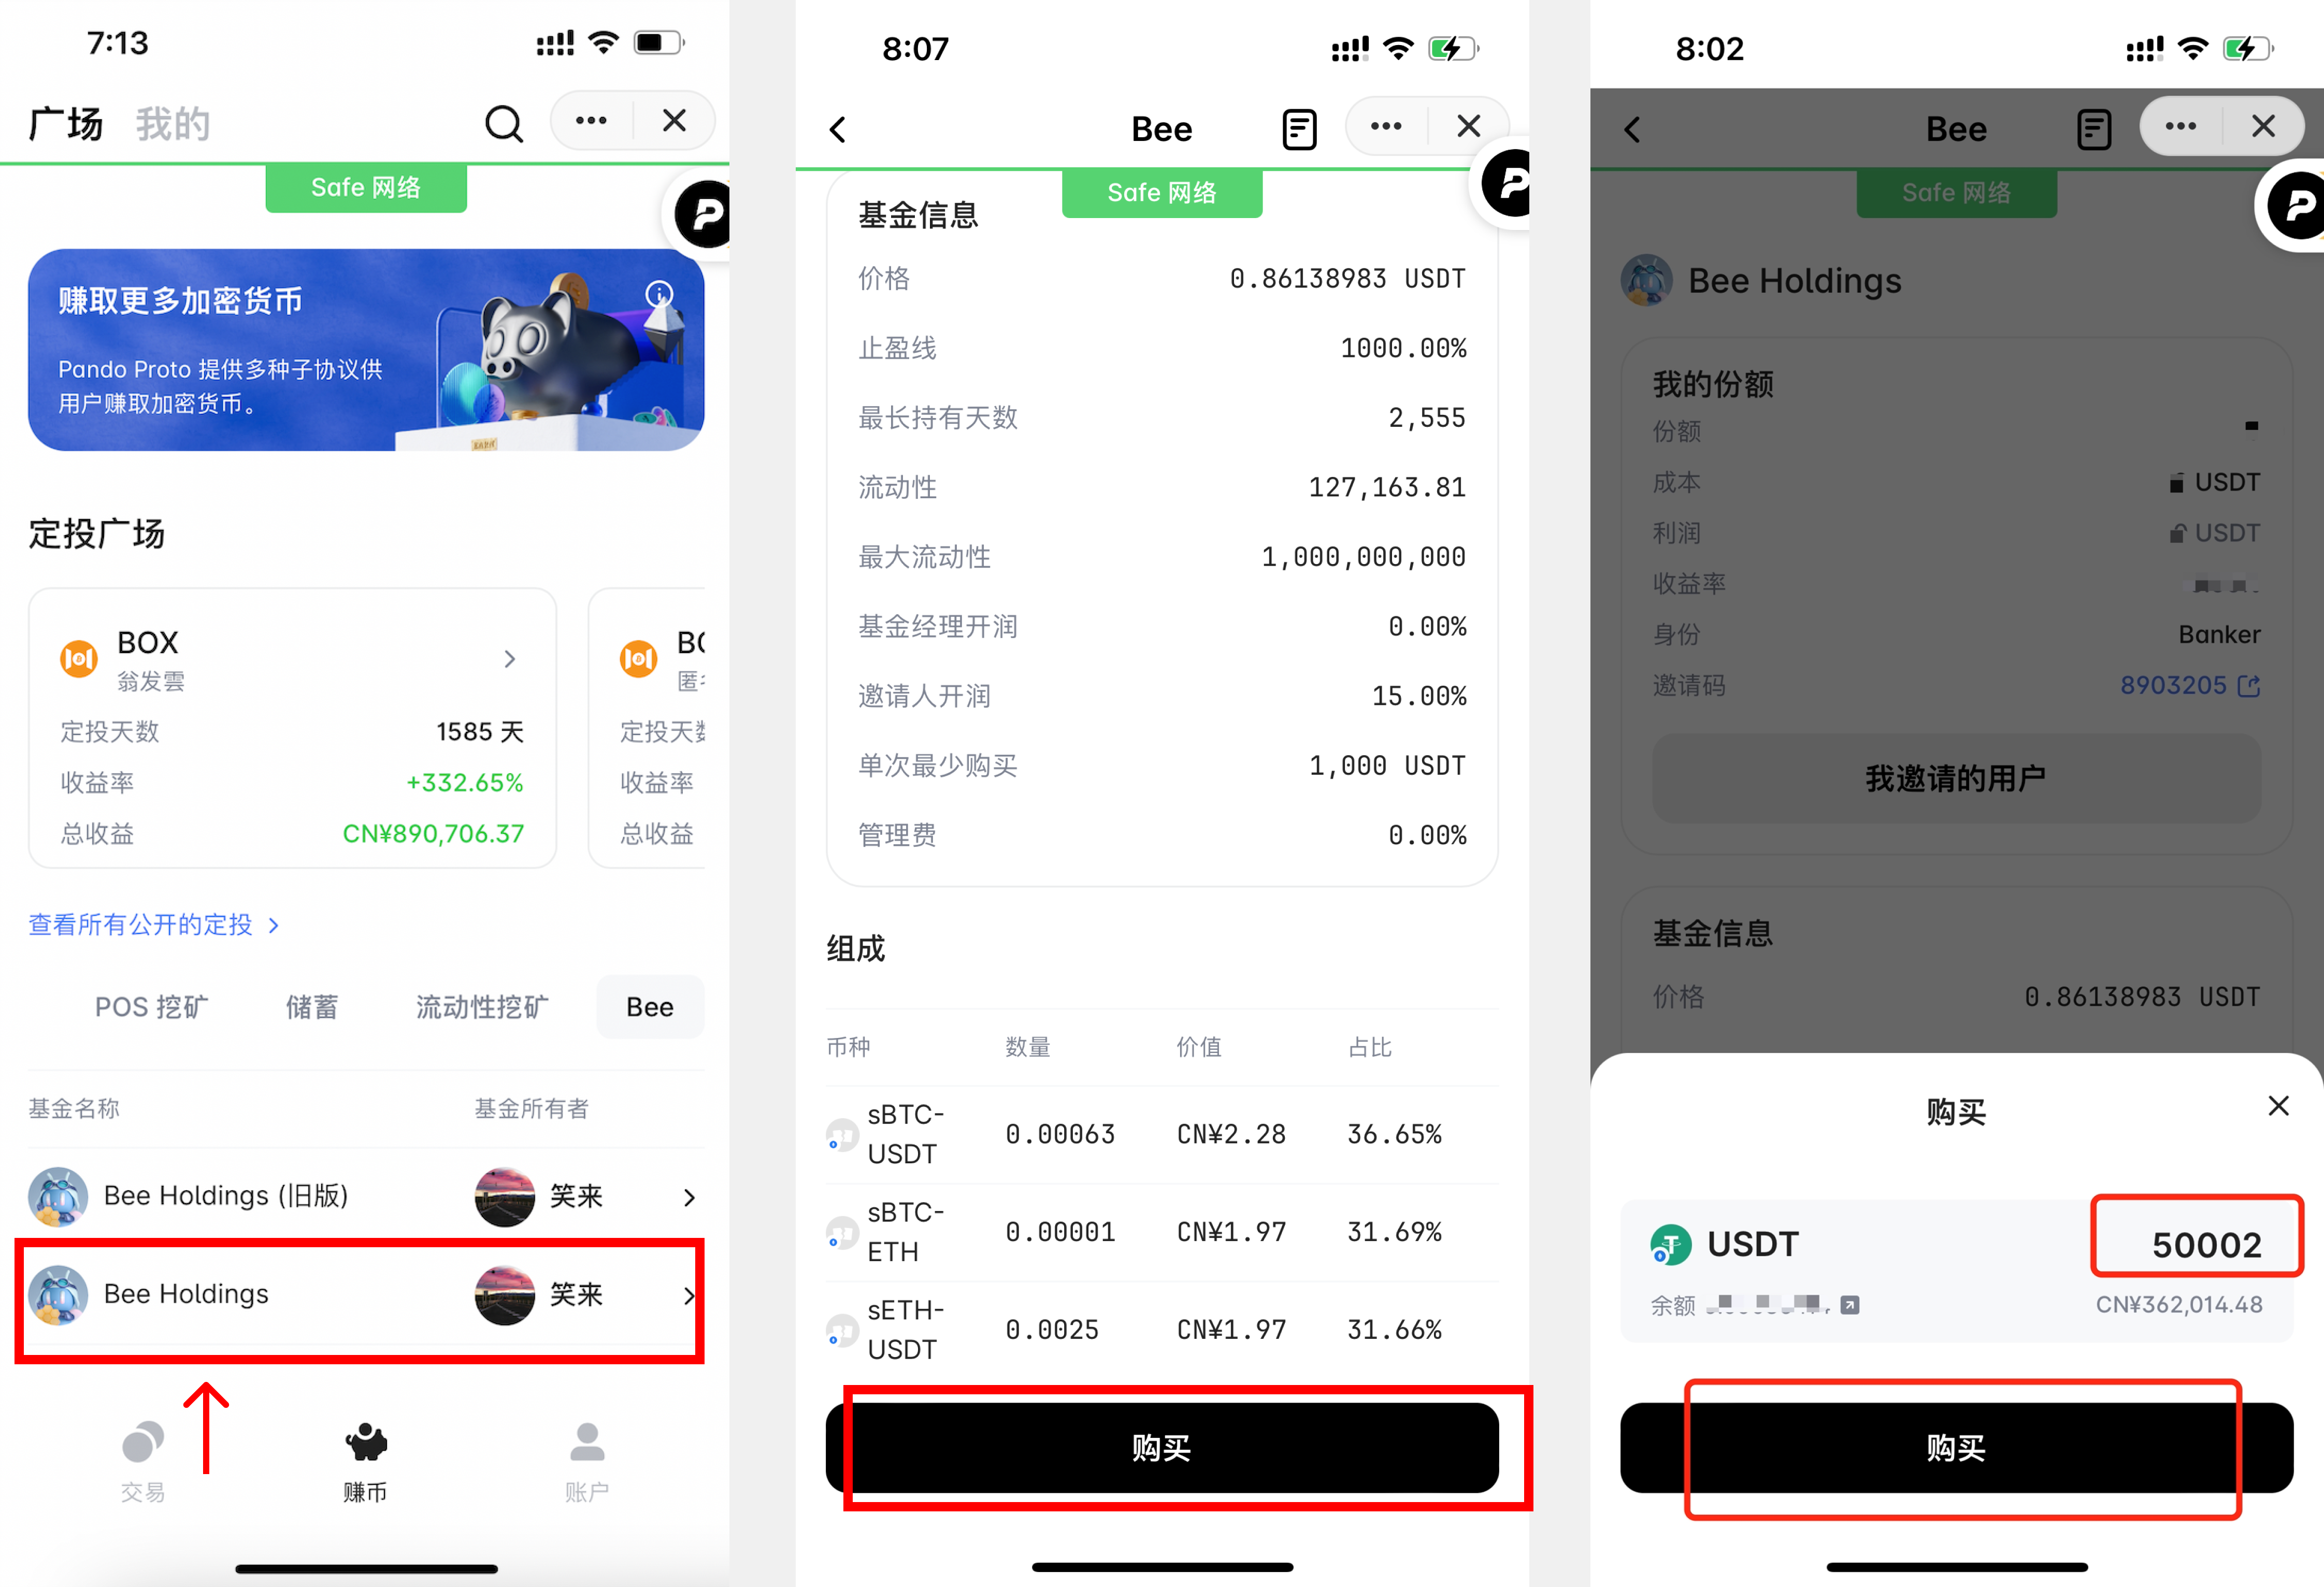 7:13
广场 我的
Safe 网络
赚取更多加密货币
Pando Proto 提供多种子协议供
用户赚取加密货币。
定投广场
BOX
翁发雲
定投天数 1585 天
收益率 +332.65%
总收益 CN¥890,706.37
定投天
收益率
总收益
查看所有公开的定投
POS 挖矿 储蓄 流动性挖矿 Bee
基金名称 基金所有者
Bee Holdings (旧版) 笑来
Bee Holdings 笑来
交易 赚币 账户
8:07
Bee
Safe 网络
基金信息
价格 0.86138983 USDT
止盈线 1000.00%
最长持有天数 2,555
流动性 127,163.81
最大流动性 1,000,000,000
基金经理开润 0.00%
邀请人开润 15.00%
单次最少购买 1,000 USDT
管理费 0.00%
组成
币种 数量 价值 占比
sBTC-
USDT 0.00063 CN¥2.28 36.65%
sBTC-
ETH 0.00001 CN¥1.97 31.69%
sETH-
USDT 0.0025 CN¥1.97 31.66%
购买
8:02
Bee
Safe 网络
Bee Holdings
我的份额
份额
成本 USDT
利润 USDT
收益率
身份 Banker
邀请码 8903205
我邀请的用户
基金信息
价格 0.86138983 USDT
购买
USDT 50002
余额 CN¥362,014.48
购买